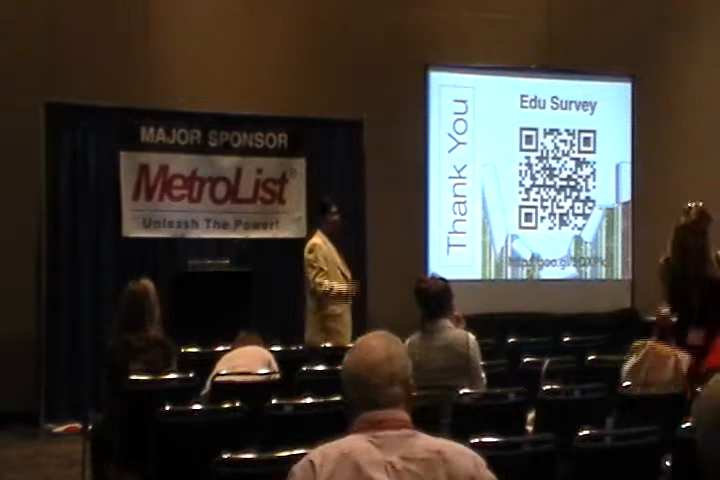 MAJOR SPONSOR
MetroList
Unleash The Power!
Thank You
Edu Survey